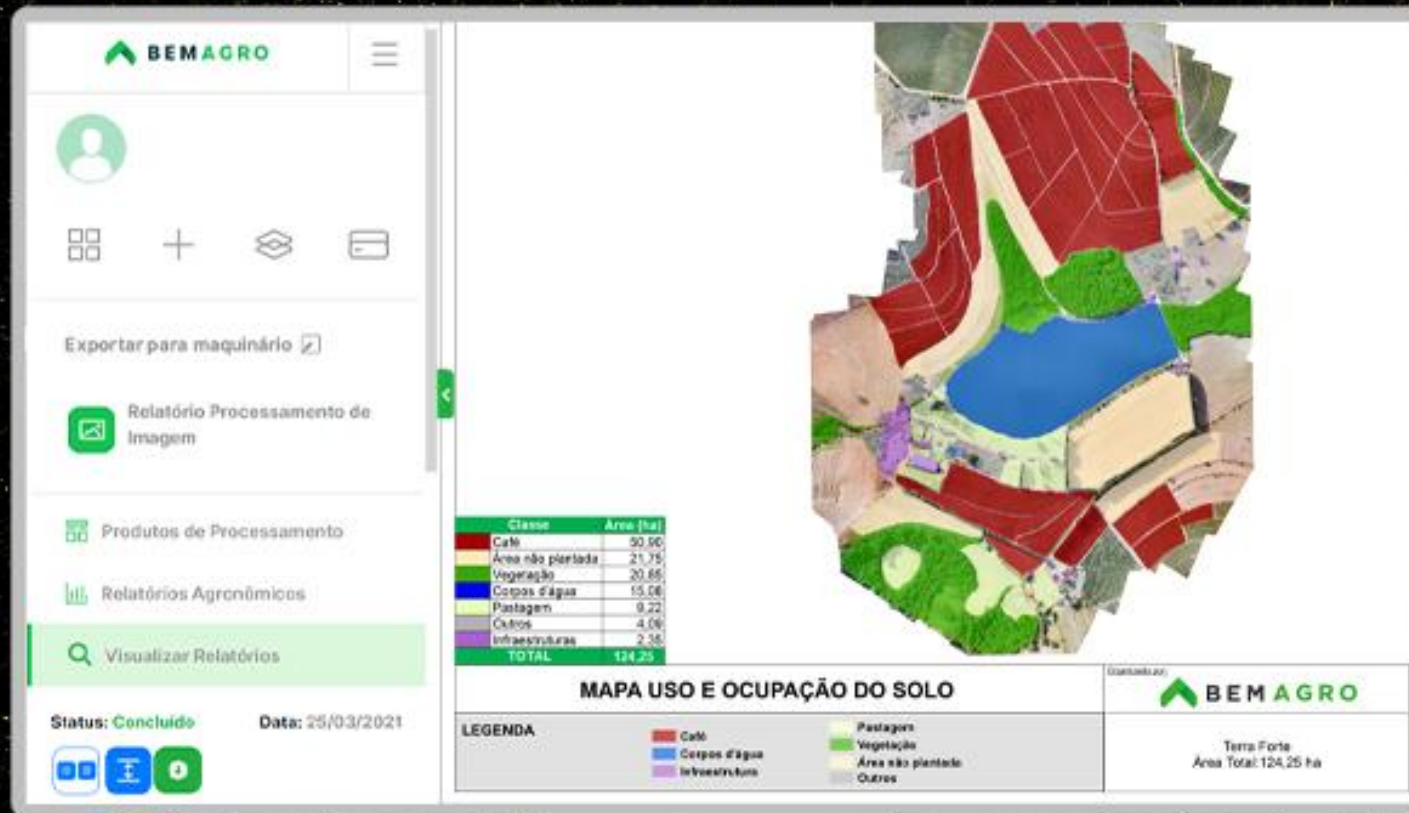 BEMAGRO
Exportar para maquinário
Relatório Processamento de
Imagem
Produtos de Processamento
Relatórios Agronômicos
Visualizar Relatórios
Status: Concluído Data: 25/03/2021
Classe Área (ha)
Café 50,90
Área não plantada 21,75
Vegetação 20,85
Corpos d'água 15,08
Pastagem 9,22
Outros 4,09
Infraestruturas 2,35
TOTAL 124,25
MAPA USO E OCUPAÇÃO DO SOLO
LEGENDA
Café
Corpos d'água
Infraestrutura
Pastagem
Vegetação
Área não plantada
Outros
BEMAGRO
Terra Forte
Área Total: 124,25 ha